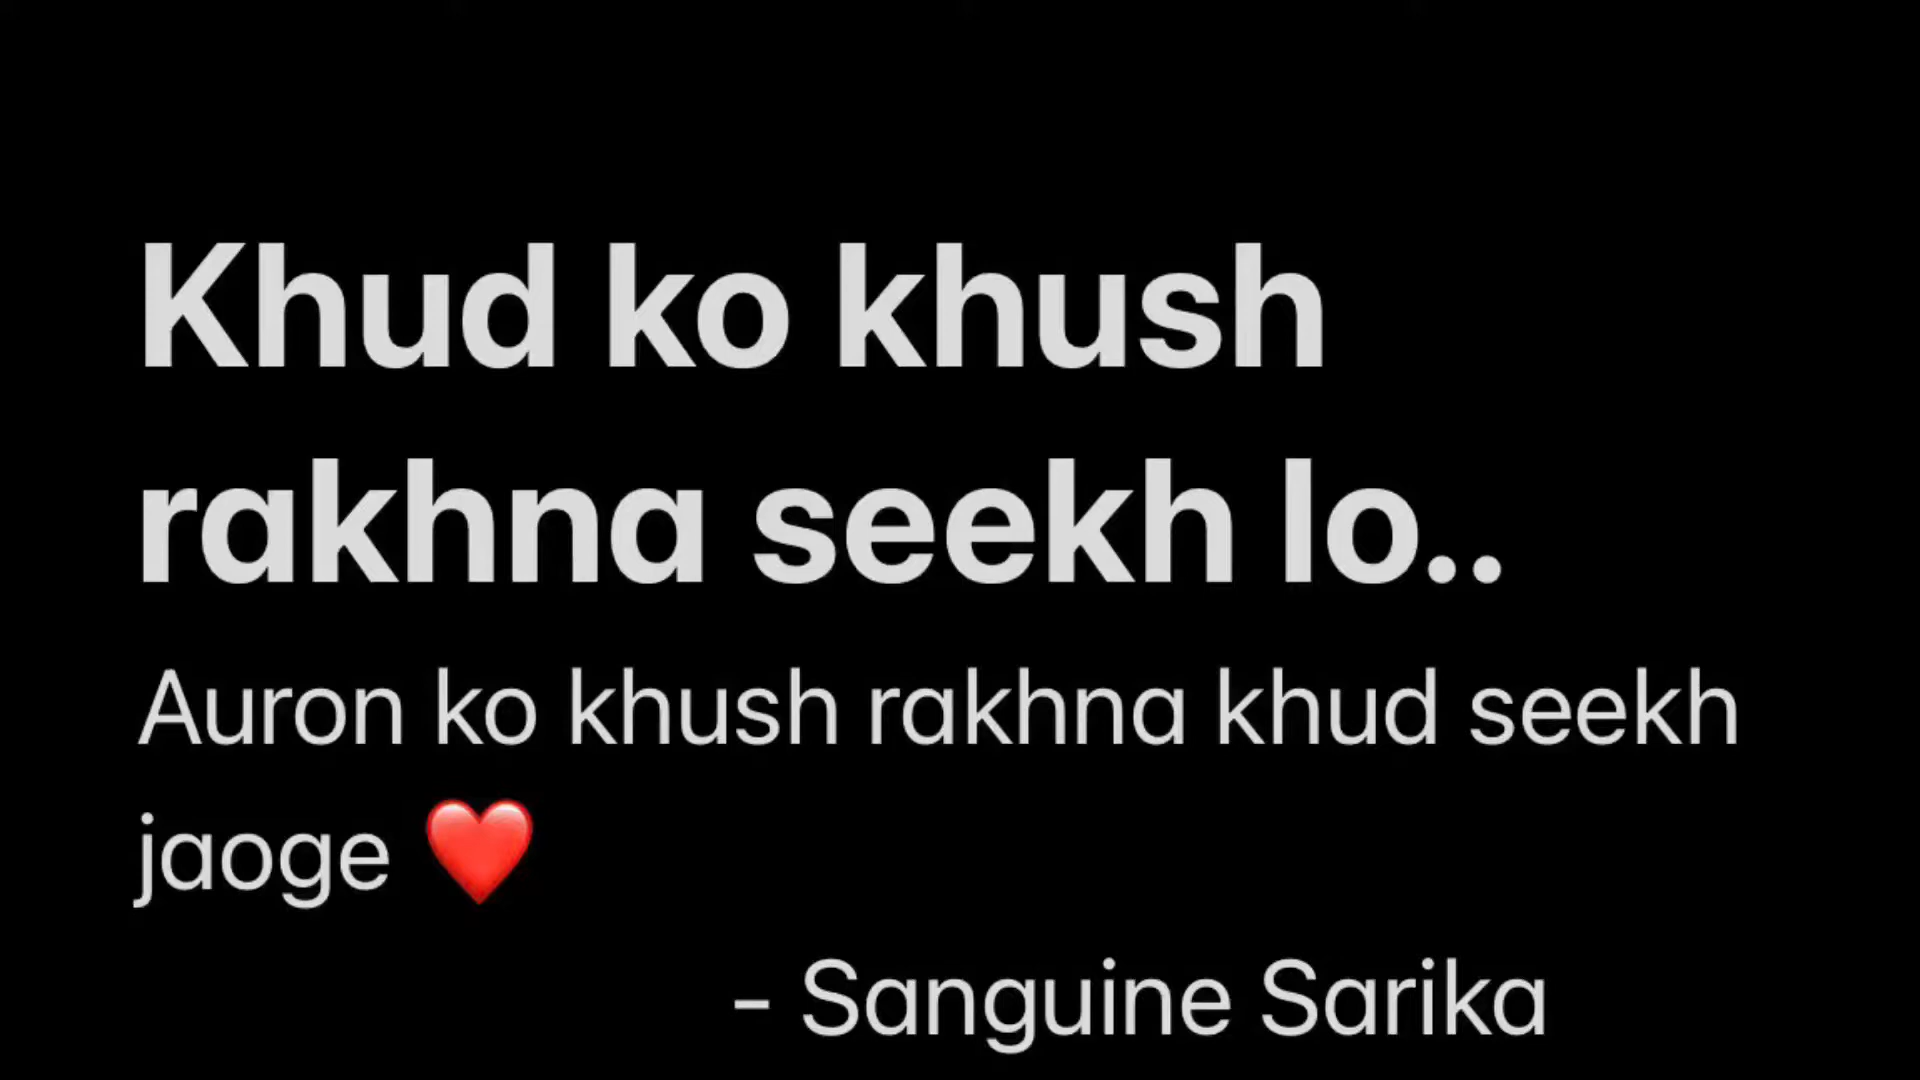 Khud ko khush
rakhna seekh lo..
Auron ko khush rakhna khud seekh
jaoge ❤️
- Sanguine Sarika